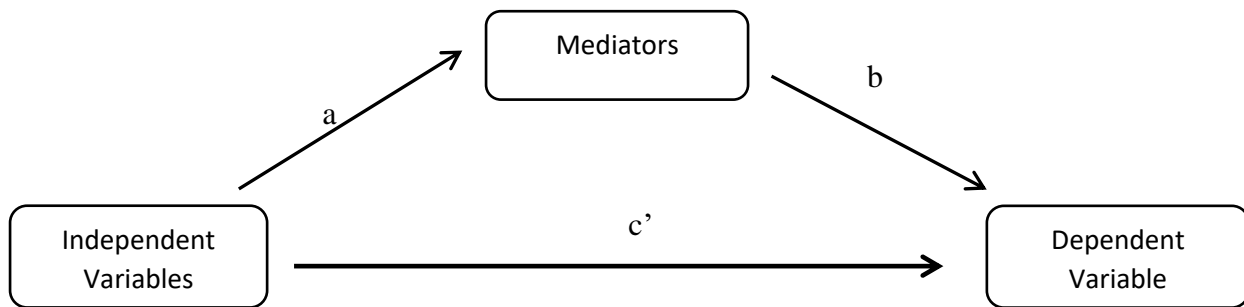 Mediators
a
b
c’
Independent
Variables
Dependent
Variable